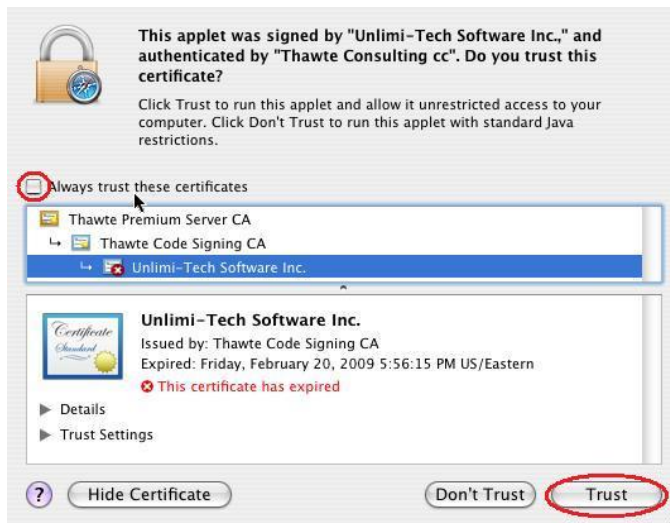 This applet was signed by "Unlimi-Tech Software Inc.," and
authenticated by "Thawte Consulting cc". Do you trust this
certificate?
Click Trust to run this applet and allow it unrestricted access to your
computer. Click Don't Trust to run this applet with standard Java
restrictions.
Always trust these certificates
Thawte Premium Server CA
Thawte Code Signing CA
Unlimi-Tech Software Inc.
Certificate
Standard
Unlimi-Tech Software Inc.
Issued by: Thawte Code Signing CA
Expired: Friday, February 20, 2009 5:56:15 PM US/Eastern
This certificate has expired
Details
Trust Settings
? Hide Certificate Don't Trust Trust